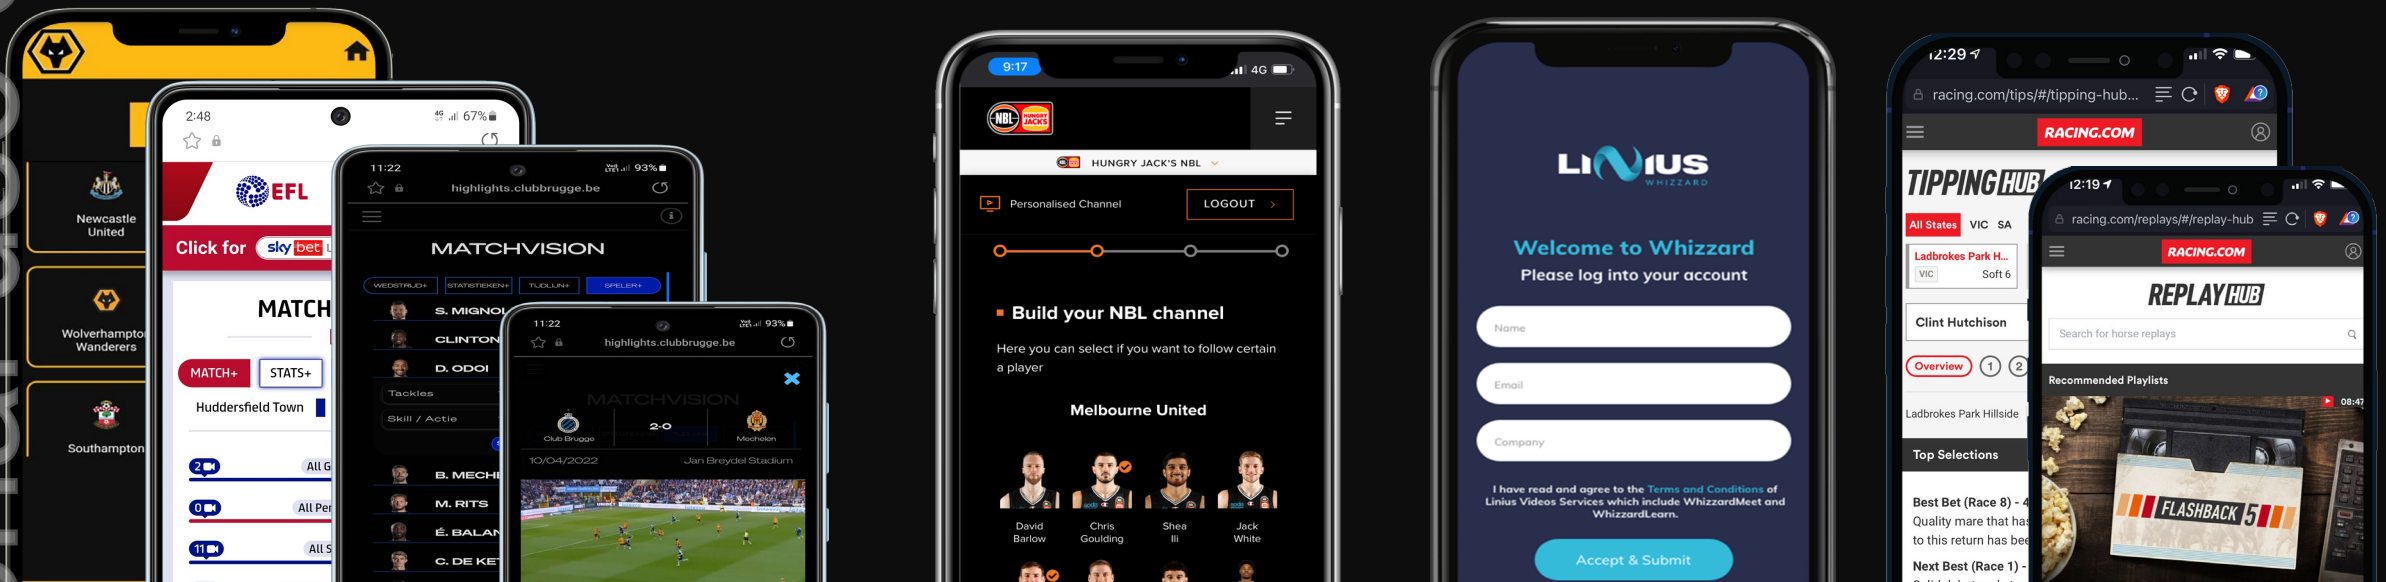 Newcastle
United
Wolverhampto
Wanderers
Southampton
2:48
4G 67%
EFL
Click for sky bet L
MATCH
MATCH+ STATS+
Huddersfield Town
2 All G
0 All Per
11 All S
11:22
93%
highlights.clubbrugge.be
MATCHVISION
WEDSTRIJD+ STATISTIEKEN+ TIJDLIJN+ SPELER+
S. MIGNOL
CLINTON
D. ODOI
Tackles
Skill / Actie
B. MECHE
M. RITS
É. BALAN
C. DE KE
11:22
93%
highlights.clubbrugge.be
MATCHVISION
2-0
Club Brugge Mechelen
10/04/2022 Jan Breydel Stadium
9:17
4G
NBL HUNGRY JACK'S
HUNGRY JACK'S NBL
Personalised Channel
LOGOUT
Build your NBL channel
Here you can select if you want to follow certain
a player
Melbourne United
David
Barlow
Chris
Goulding
Shea
Ili
Jack
White
LINIUS
WHIZZARD
Welcome to Whizzard
Please log into your account
Name
Email
Company
I have read and agree to the Terms and Conditions of
Linius Videos Services which include WhizzardMeet and
WhizzardLearn.
Accept & Submit
12:29
racing.com/tips/#/tipping-hub...
RACING.COM
TIPPING HUB
All States VIC SA
Ladbrokes Park H...
VIC Soft 6
Clint Hutchison
Overview 1 2
Ladbrokes Park Hillside
Top Selections
Best Bet (Race 8) - 4
Quality mare that has
to this return has bee
Next Best (Race 1) -
12:19
racing.com/replays/#/replay-hub
RACING.COM
REPLAY HUB
Search for horse replays
Recommended Playlists
08:47
FLASHBACK 5